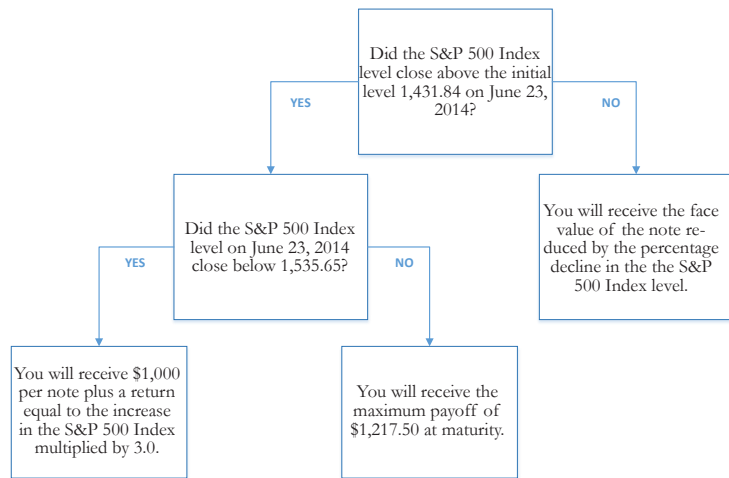 Did the S&P 500 Index
level close above the initial
level 1,431.84 on June 23,
2014?
YES
NO
Did the S&P 500 Index
level on June 23, 2014
close below 1,535.65?
You will receive the face
value of the note re-
duced by the percentage
decline in the the S&P
500 Index level.
YES
NO
You will receive $1,000
per note plus a return
equal to the increase
in the S&P 500 Index
multiplied by 3.0.
You will receive the
maximum payoff of
$1,217.50 at maturity.